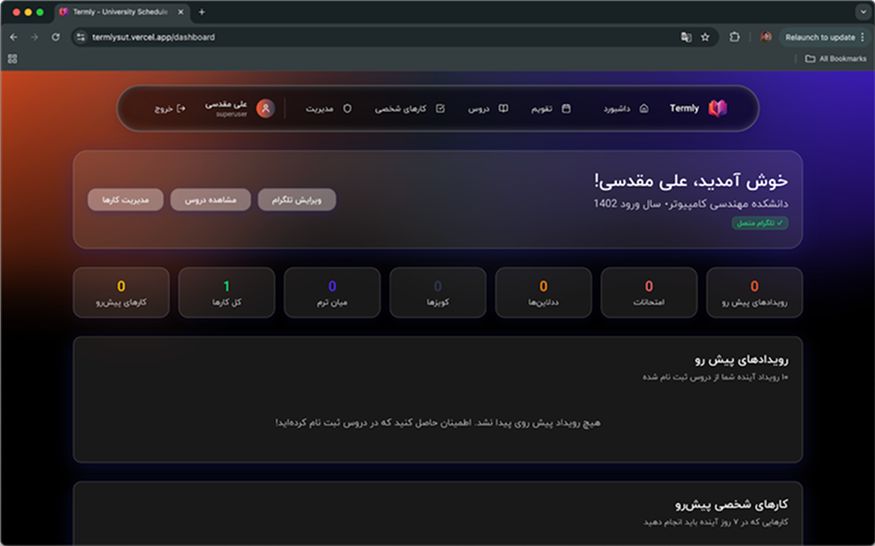 Termly - University Schedule
termlysut.vercel.app/dashboard
Relaunch to update
All Bookmarks
Termly
داشبورد
تقویم
دروس
کارهای شخصی
مدیریت
علی مقدسی
superuser
خروج
خوش آمدید، علی مقدسی!
دانشکده مهندسی کامپیوتر • سال ورود 1402
✓ تلگرام متصل
ویرایش تلگرام
مشاهده دروس
مدیریت کارها
0
رویدادهای پیش رو
0
امتحانات
0
ددلاین‌ها
0
کویزها
0
میان ترم
1
کل کارها
0
کارهای پیش‌رو
رویدادهای پیش رو
۱۰ رویداد آینده شما از دروس ثبت نام شده
هیچ رویداد پیش روی پیدا نشد. اطمینان حاصل کنید که در دروس ثبت نام کرده‌اید!
کارهای شخصی پیش‌رو
کارهایی که در ۷ روز آینده باید انجام دهید